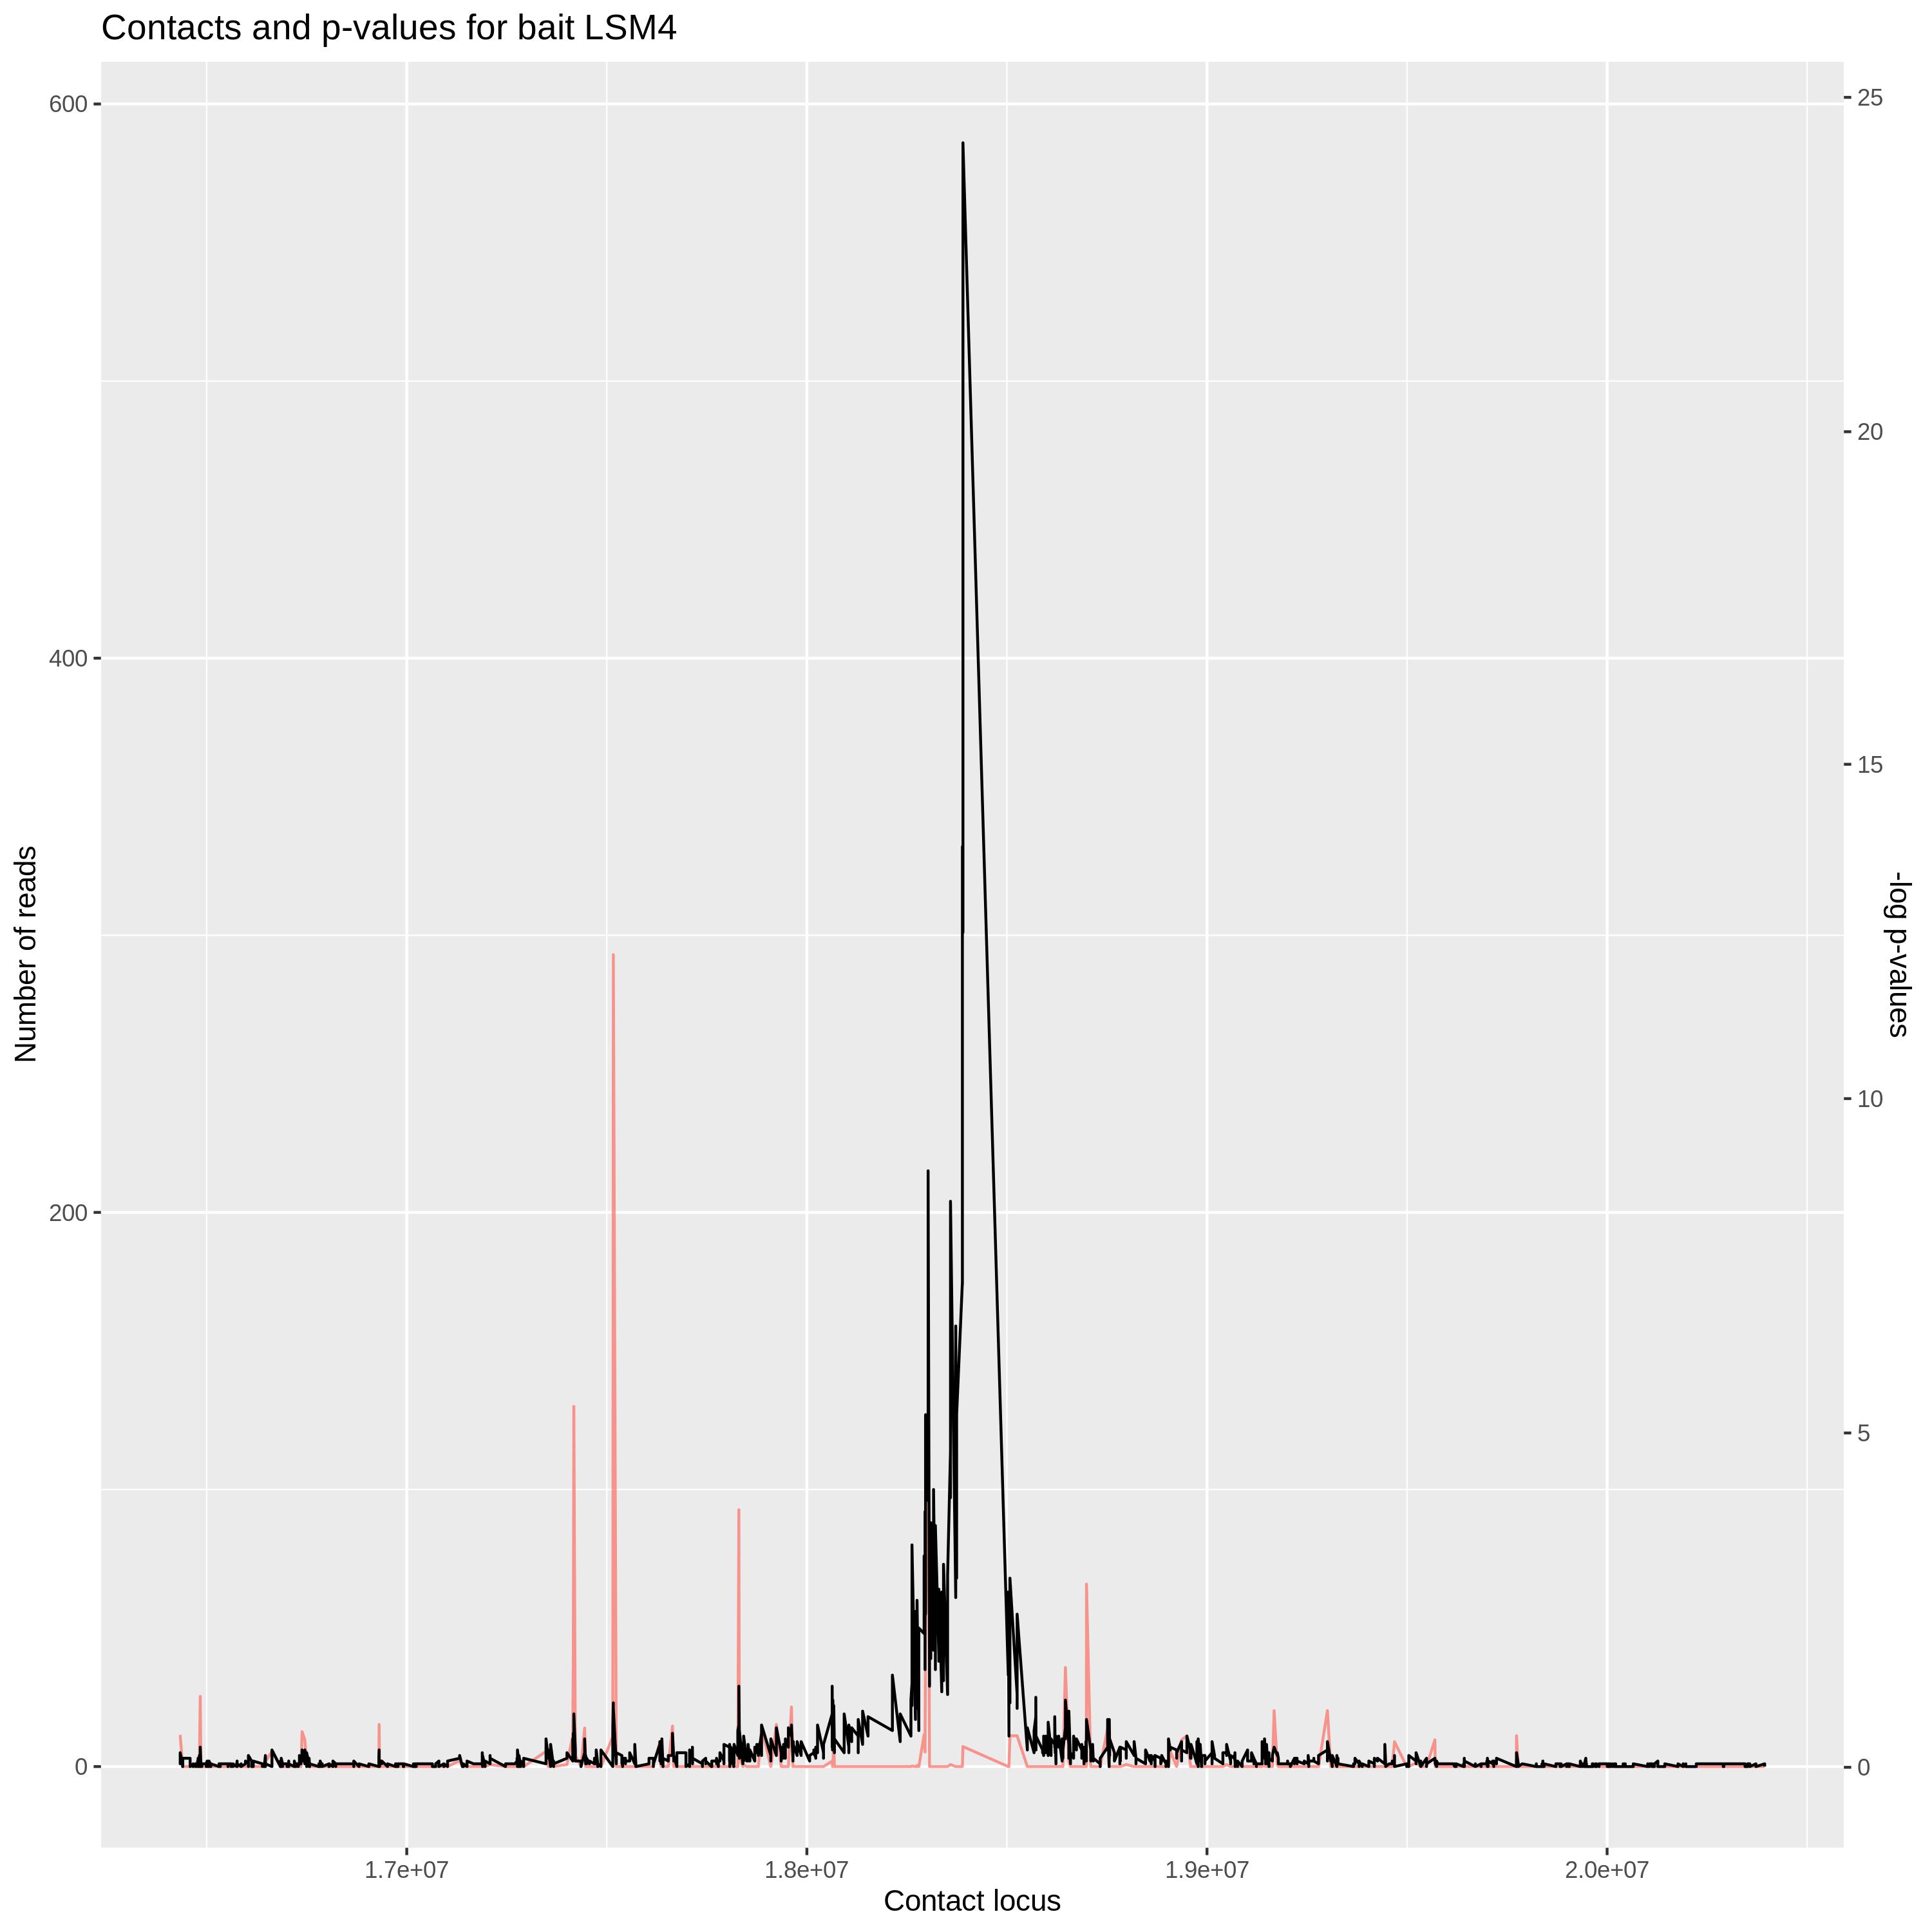 Contacts and p-values for bait LSM4
600
400
200
0
Number of reads
25
20
15
10
5
0
-log p-values
1.7e+07
1.8e+07
1.9e+07
2.0e+07
Contact locus